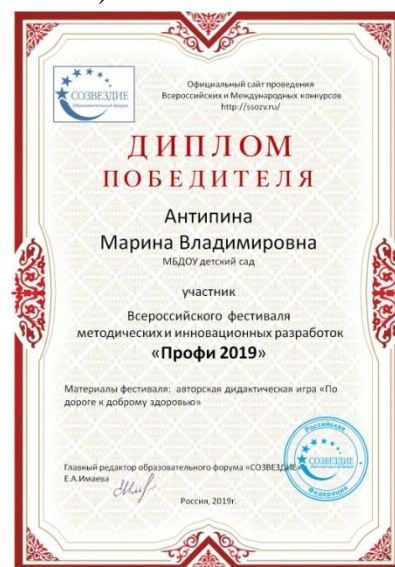 СОЗВЕЗДИЕ
Образовательный форум
Официальный сайт проведения
Всероссийских и Международных конкурсов
http://ssozv.ru/
ДИПЛОМ
ПОБЕДИТЕЛЯ
Антипина
Марина Владимировна
МБДОУ детский сад
участник
Всероссийского фестиваля
методических и инновационных разработок
«Профи 2019»
Материалы фестиваля: авторская дидактическая игра «По
дороге к доброму здоровью»
Главный редактор образовательного форума «СОЗВЕЗДИЕ»
Е.А.Имаева
Россия, 2019г.
Российская
СОЗВЕЗДИЕ
Федерация